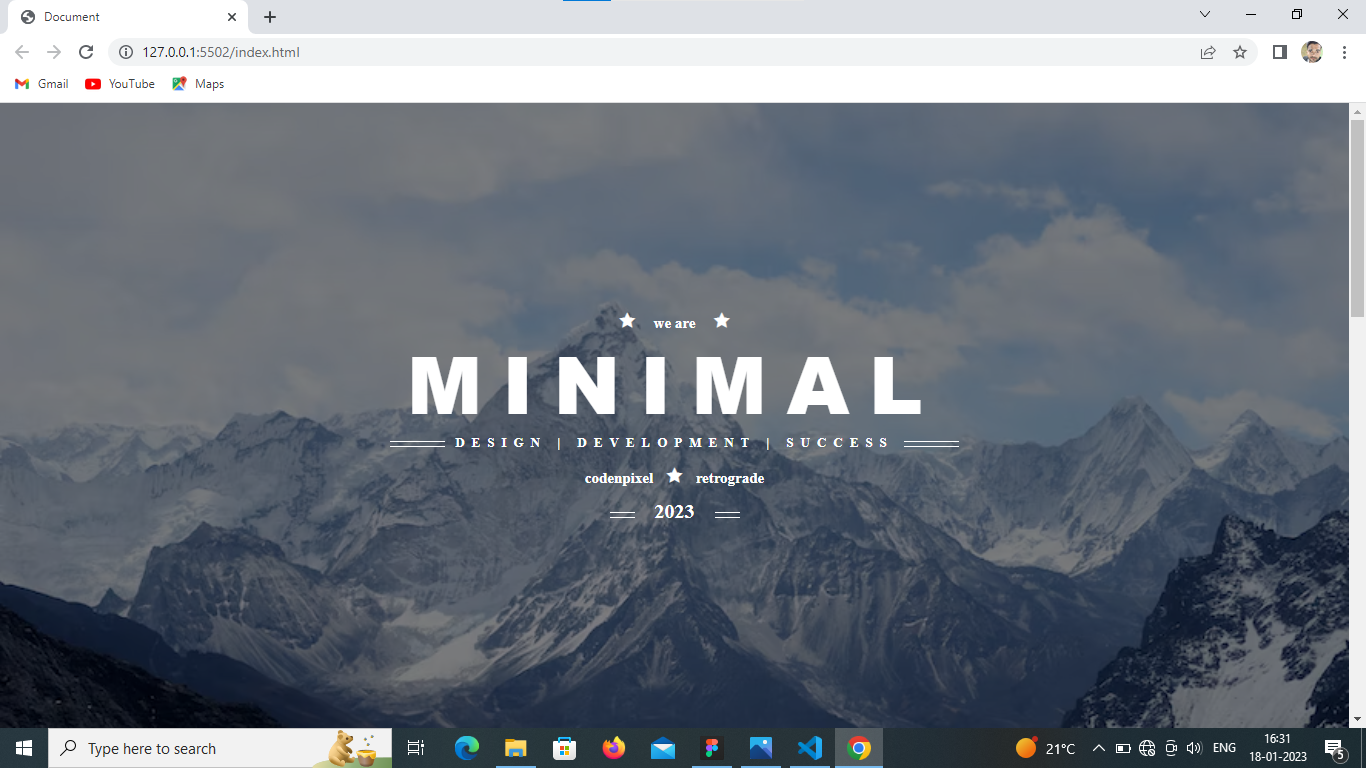 Document
127.0.0.1:5502/index.html
Gmail YouTube Maps
we are
MINIMAL
DESIGN | DEVELOPMENT | SUCCESS
codenpixel retrograde
2023
Type here to search
21°C
ENG
16:31
18-01-2023
5